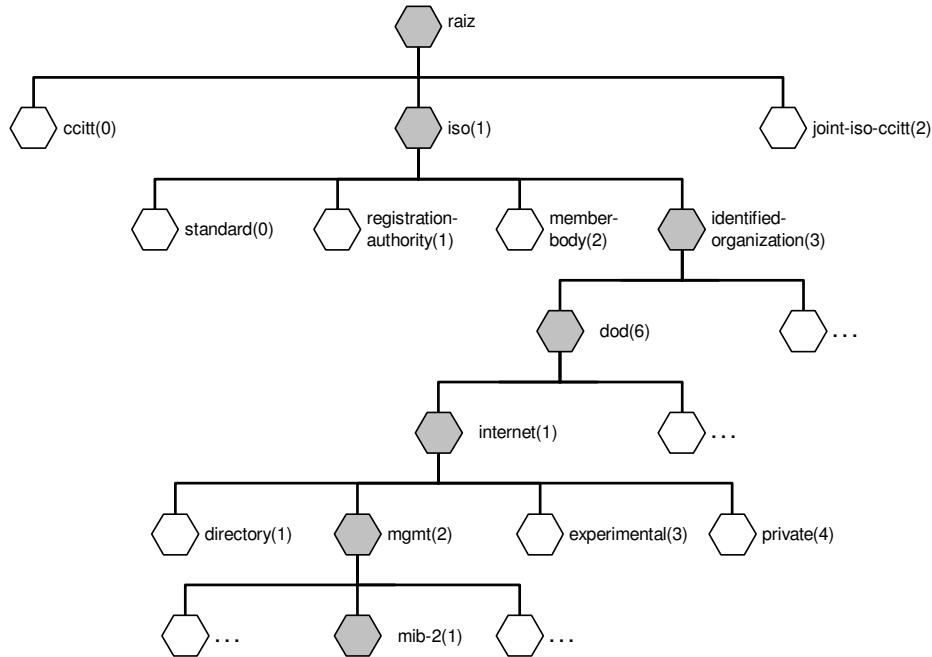 raiz
ccitt(0)
iso(1)
joint-iso-ccitt(2)
standard(0)
registration-
authority(1)
member-
body(2)
identified-
organization(3)
dod(6)
...
internet(1)
...
directory(1)
mgmt(2)
experimental(3)
private(4)
...
mib-2(1)
...